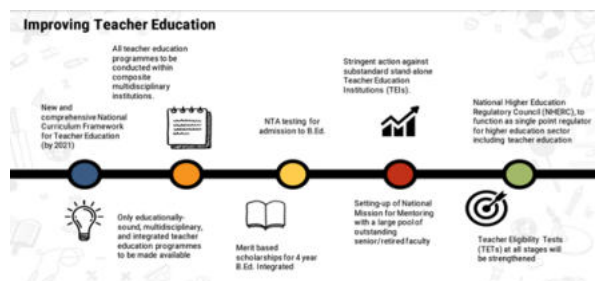 Improving Teacher Education
All teacher education
programmes to be
conducted within
composite
multidisciplinary
institutions.
Stringent action against
substandard stand-alone
Teacher Education
Institutions (TEIs).
New and
comprehensive National
Curriculum Framework
for Teacher Education
(by 2021)
NTA testing for
admission to B.Ed.
National Higher Education
Regulatory Council (NHERC), to
function as single point regulator
for higher education sector
including teacher education
Only educationally-
sound, multidisciplinary,
and integrated teacher
education programmes
to be made available
Merit based
scholarships for 4 year
B.Ed. Integrated
Setting-up of National
Mission for Mentoring
with a large pool of
outstanding
senior/retired faculty
Teacher Eligibility Tests
(TETs) at all stages will
be strengthened